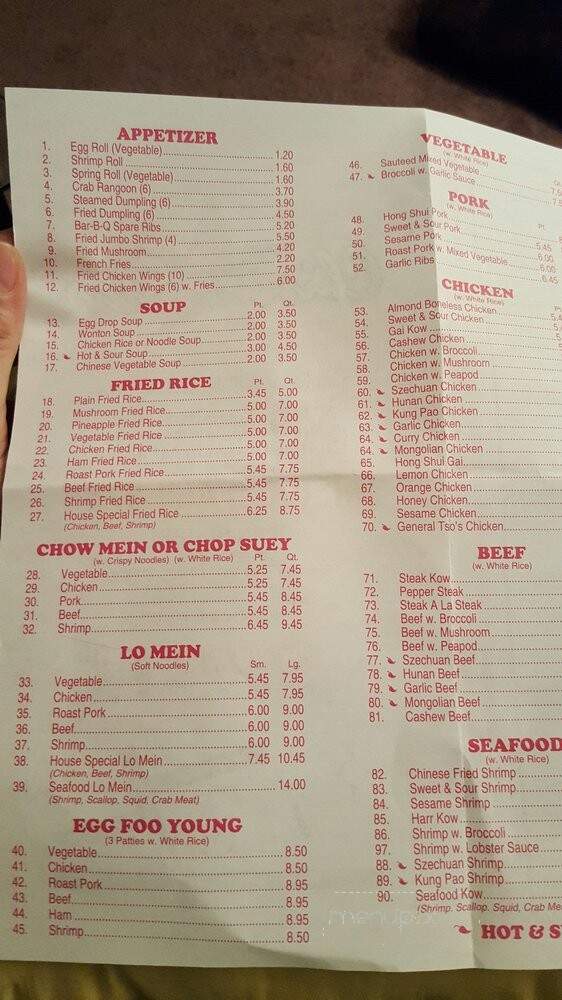 APPETIZER
1. Egg Roll (Vegetable) 1.20
2. Shrimp Roll 1.60
3. Spring Roll (Vegetable) 1.60
4. Crab Rangoon (6) 3.70
5. Steamed Dumpling (6) 3.90
6. Fried Dumpling (6) 4.50
7. Bar-B-Q Spare Ribs 5.20
8. Fried Jumbo Shrimp (4) 5.50
9. Fried Mushroom 4.20
10. French Fries 2.20
11. Fried Chicken Wings (10) 7.50
12. Fried Chicken Wings (6) w. Fries 6.00
SOUP
Pt. Qt.
13. Egg Drop Soup 2.00 3.50
14. Wonton Soup 2.00 3.50
15. Chicken Rice or Noodle Soup 2.00 3.50
16. Hot & Sour Soup 3.00 4.50
17. Chinese Vegetable Soup 2.00 3.50
FRIED RICE
Pt. Qt.
18. Plain Fried Rice 3.45 5.00
19. Mushroom Fried Rice 5.00 7.00
20. Pineapple Fried Rice 5.00 7.00
21. Vegetable Fried Rice 5.00 7.00
22. Chicken Fried Rice 5.00 7.00
23. Ham Fried Rice 5.00 7.00
24. Roast Pork Fried Rice 5.45 7.75
25. Beef Fried Rice 5.45 7.75
26. Shrimp Fried Rice 5.45 7.75
27. House Special Fried Rice 6.25 8.75
(Chicken, Beef, Shrimp)
CHOW MEIN OR CHOP SUEY
(w. Crispy Noodles) (w. White Rice) Pt. Qt.
28. Vegetable 5.25 7.45
29. Chicken 5.25 7.45
30. Pork 5.45 8.45
31. Beef 5.45 8.45
32. Shrimp 6.45 9.45
LO MEIN
(Soft Noodles) Sm. Lg.
33. Vegetable 5.45 7.95
34. Chicken 5.45 7.95
35. Roast Pork 6.00 9.00
36. Beef 6.00 9.00
37. Shrimp 6.00 9.00
38. House Special Lo Mein 7.45 10.45
(Chicken, Beef, Shrimp)
39. Seafood Lo Mein 14.00
(Shrimp, Scallop, Squid, Crab Meat)
EGG FOO YOUNG
(3 Patties w. White Rice)
40. Vegetable 8.50
41. Chicken 8.50
42. Roast Pork 8.95
43. Beef 8.95
44. Ham 8.95
45. Shrimp 8.50
VEGETABLE
(w. White Rice)
46. Sauteed Mixed Vegetable
47. Broccoli w. Garlic Sauce
PORK
(w. White Rice)
48. Hong Shui Pork
49. Sweet & Sour Pork 5.45
50. Sesame Pork 6.00
51. Roast Pork w. Mixed Vegetable 6.00
52. Garlic Ribs 6.45
CHICKEN
(w. White Rice)
53. Almond Boneless Chicken
54. Sweet & Sour Chicken
55. Gai Kow
56. Cashew Chicken
57. Chicken w. Broccoli
58. Chicken w. Mushroom
59. Chicken w. Peapod
60. Szechuan Chicken
61. Hunan Chicken
62. Kung Pao Chicken
63. Garlic Chicken
64. Curry Chicken
64. Mongolian Chicken
65. Hong Shui Gai
66. Lemon Chicken
67. Orange Chicken
68. Honey Chicken
69. Sesame Chicken
70. General Tso's Chicken
BEEF
(w. White Rice)
71. Steak Kow
72. Pepper Steak
73. Steak A La Steak
74. Beef w. Broccoli
75. Beef w. Mushroom
76. Beef w. Peapod
77. Szechuan Beef
78. Hunan Beef
79. Garlic Beef
80. Mongolian Beef
81. Cashew Beef
SEAFOOD
(w. White Rice)
82. Chinese Fried Shrimp
83. Sweet & Sour Shrimp
84. Sesame Shrimp
85. Harr Kow
86. Shrimp w. Broccoli
97. Shrimp w. Lobster Sauce
88. Szechuan Shrimp
89. Kung Pao Shrimp
90. Seafood Kow
(Shrimp, Scallop, Squid, Crab Mea
HOT & S